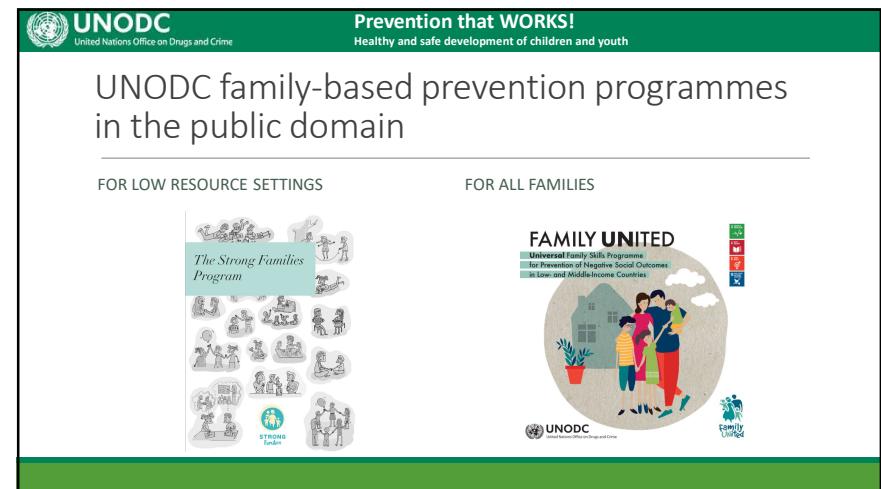 UNODC
United Nations Office on Drugs and Crime
Prevention that WORKS!
Healthy and safe development of children and youth
UNODC family-based prevention programmes
in the public domain
FOR LOW RESOURCE SETTINGS
FOR ALL FAMILIES
The Strong Families
Program
STRONG
Families
FAMILY UNITED
Universal Family Skills Programme
for Prevention of Negative Social Outcomes
in Low- and Middle-Income Countries
UNODC
United Nations Office on Drugs and Crime
Family
United